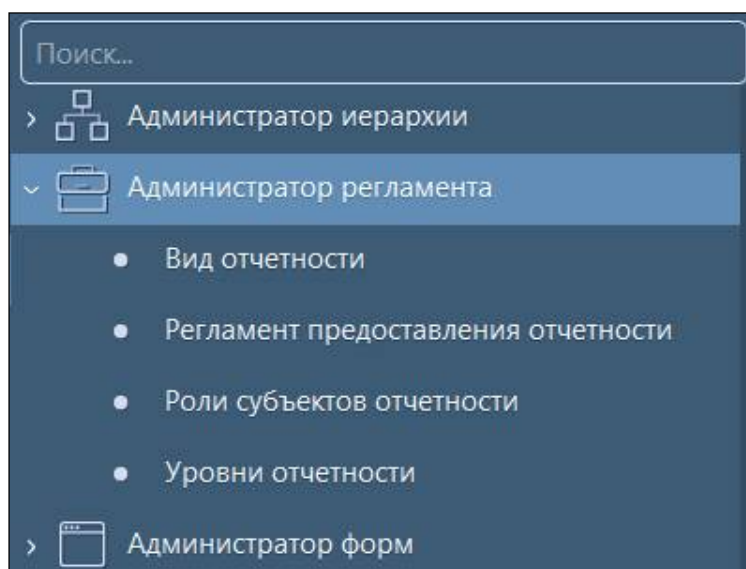 Поиск...
Администратор иерархии
Администратор регламента
Вид отчетности
Регламент предоставления отчетности
Роли субъектов отчетности
Уровни отчетности
Администратор форм